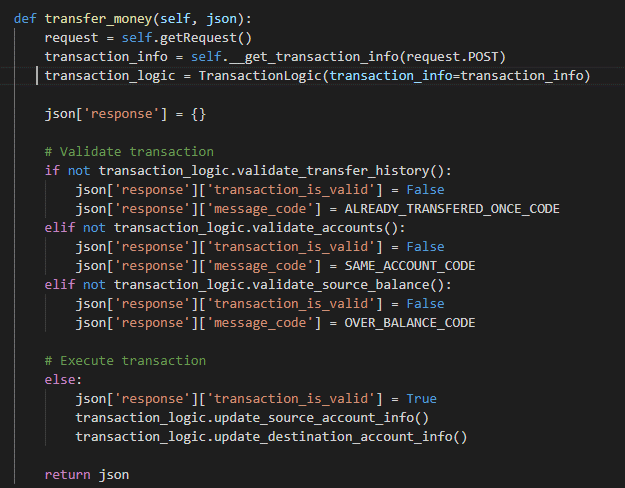 def transfer_money(self, json):
    request = self.getRequest()
    transaction_info = self.__get_transaction_info(request.POST)
    transaction_logic = TransactionLogic(transaction_info=transaction_info)

    json['response'] = {}

    # Validate transaction
    if not transaction_logic.validate_transfer_history():
        json['response']['transaction_is_valid'] = False
        json['response']['message_code'] = ALREADY_TRANSFERED_ONCE_CODE
    elif not transaction_logic.validate_accounts():
        json['response']['transaction_is_valid'] = False
        json['response']['message_code'] = SAME_ACCOUNT_CODE
    elif not transaction_logic.validate_source_balance():
        json['response']['transaction_is_valid'] = False
        json['response']['message_code'] = OVER_BALANCE_CODE

    # Execute transaction
    else:
        json['response']['transaction_is_valid'] = True
        transaction_logic.update_source_account_info()
        transaction_logic.update_destination_account_info()

    return json